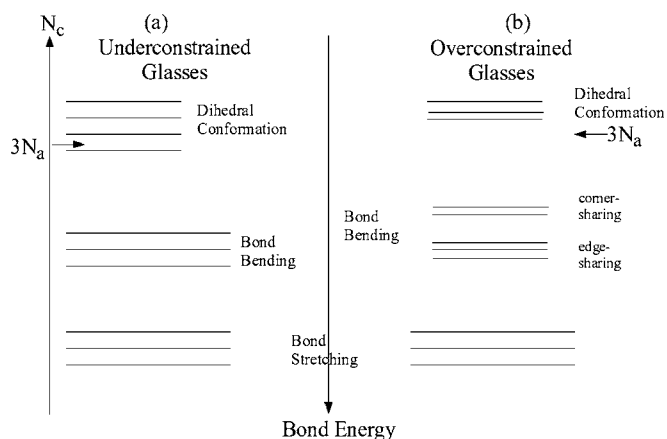 N_c
(a)
Underconstrained
Glasses
Dihedral
Conformation
3N_a
Bond
Bending
Bond
Stretching
Bond
Bending
(b)
Overconstrained
Glasses
Dihedral
Conformation
3N_a
corner-
sharing
edge-
sharing
Bond Energy